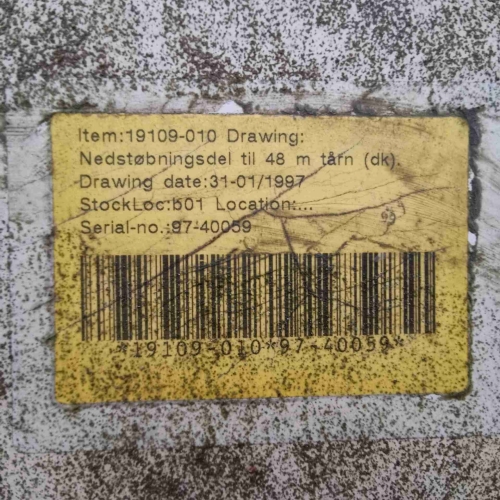 Item:19109-010 Drawing:
Nedstøbningsdel til 48 m tårn (dk).
Drawing date:31-01/1997
StockLoc:b01 Location:...
Serial-no.:97-40059
*19109-010*97-40059*